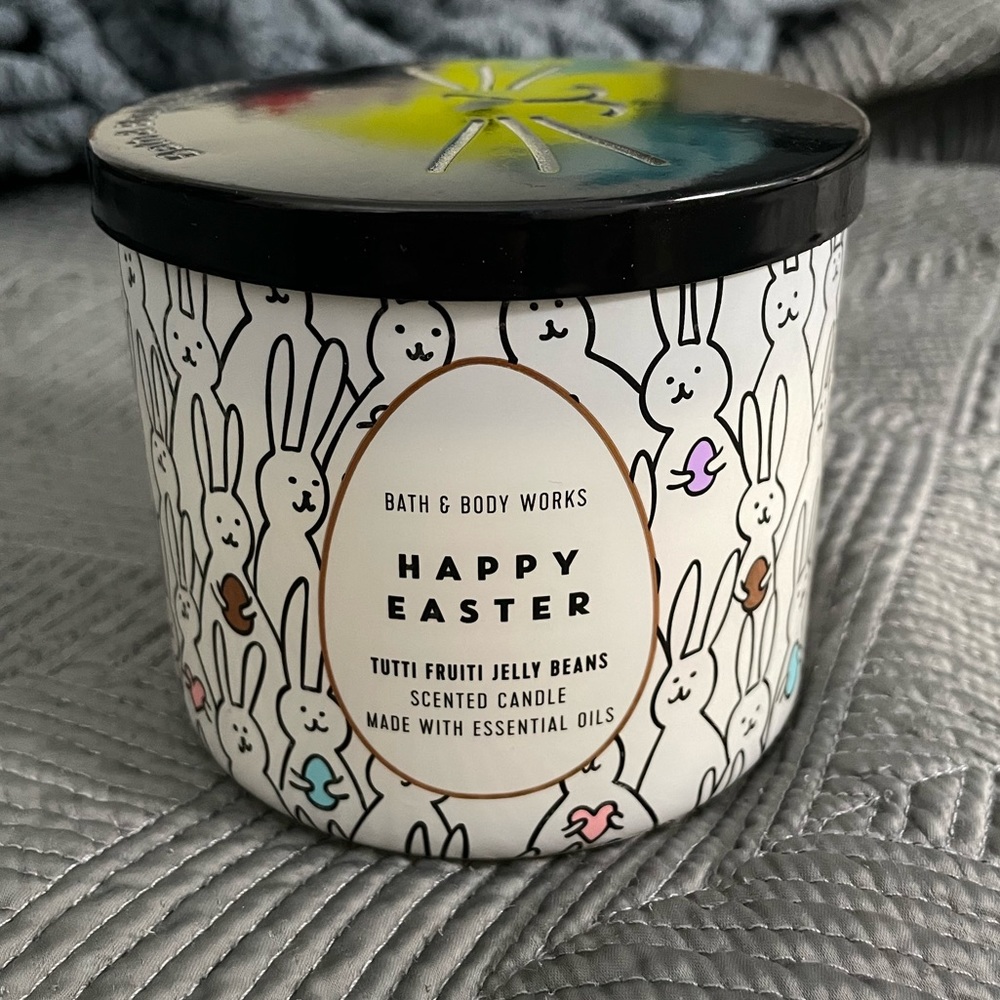 BATH & BODY WORKS
HAPPY
EASTER
TUTTI FRUITI JELLY BEANS
SCENTED CANDLE
MADE WITH ESSENTIAL OILS